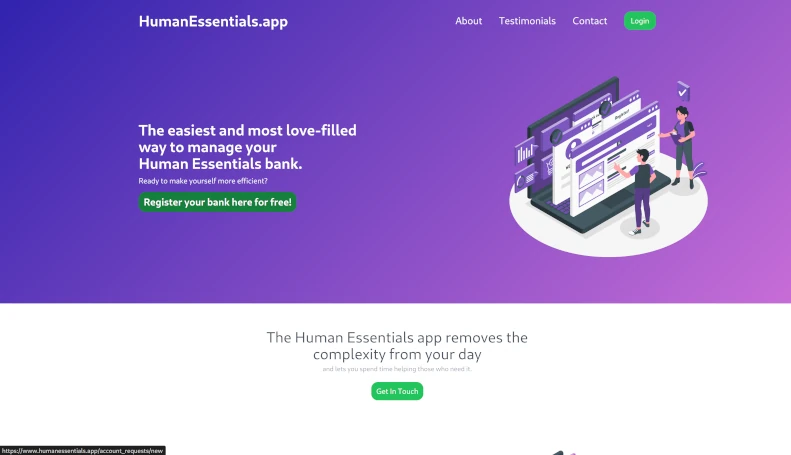 HumanEssentials.app
About
Testimonials
Contact
Login
The easiest and most love-filled
way to manage your
Human Essentials bank.
Ready to make yourself more efficient?
Register your bank here for free!
The Human Essentials app removes the
complexity from your day
and lets you spend time helping those who need it.
Get In Touch
https://www.humanessentials.app/account_requests/new